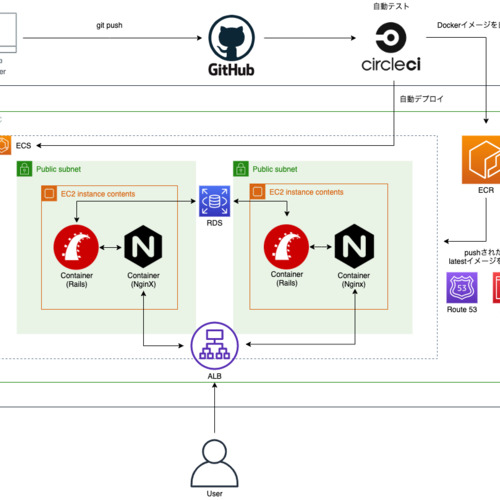 自動テスト
git push
Dockerイメージを
GitHub
circleci
自動デプロイ
ECS
Public subnet
Public subnet
EC2 instance contents
EC2 instance contents
RDS
ECR
Container
(Rails)
Container
(NginX)
Container
(Rails)
Container
(Nginx)
pushされた
latestイメージを
53
Route 53
ALB
User